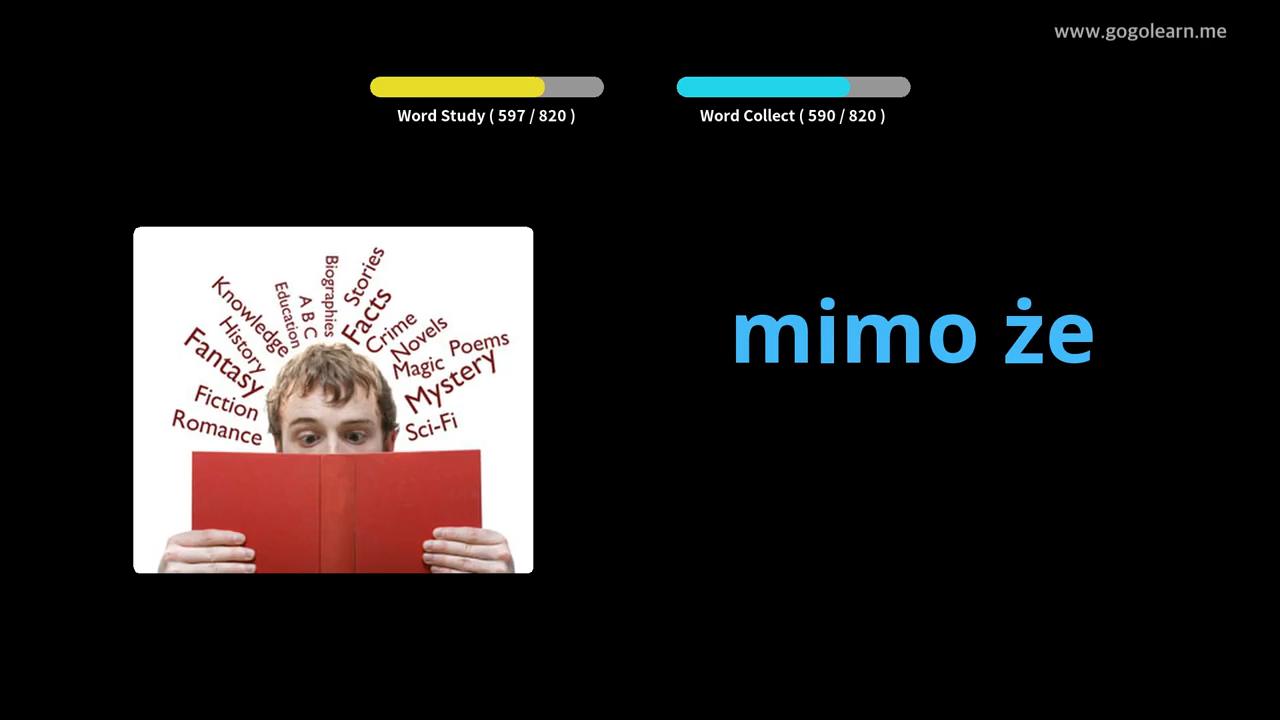 www.gogolearn.me
Word Study ( 597 / 820 )
Word Collect ( 590 / 820 )
mimo że
Romance
Fiction
Fantasy
History
Knowledge
Education
A B C
Biographies
Stories
Facts
Crime
Novels
Magic
Poems
Mystery
Sci-Fi